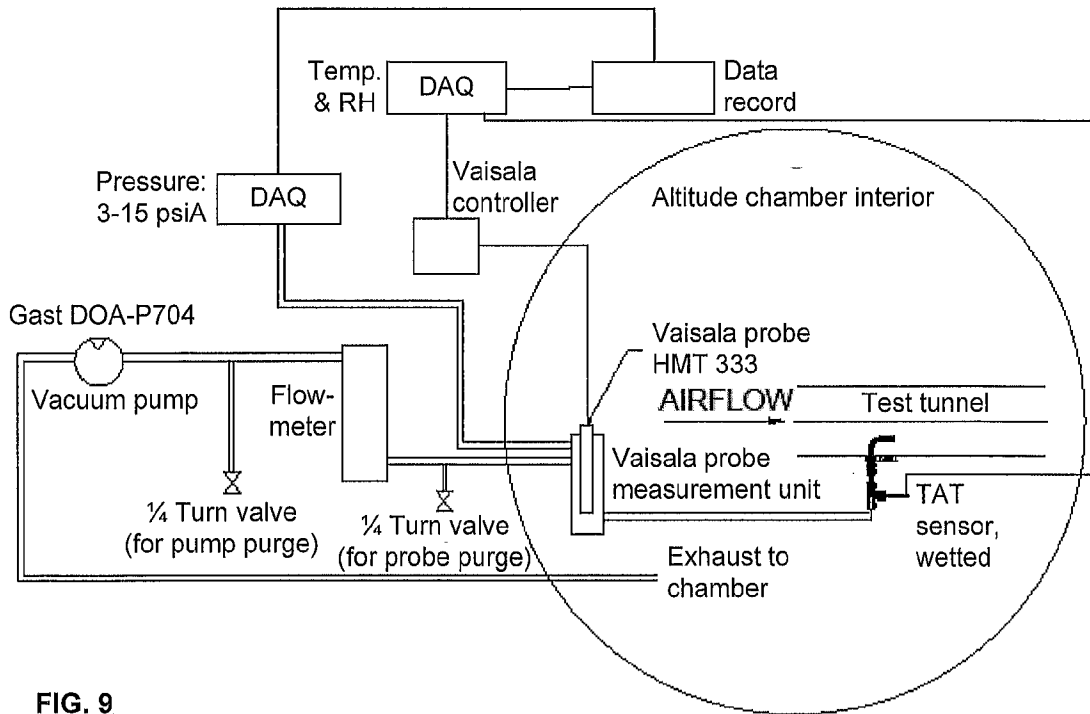 Temp.
& RH
DAQ
Data
record
Pressure:
3-15 psiA
DAQ
Vaisala
controller
Altitude chamber interior
Gast DOA-P704
Vacuum pump
Flow-
meter
Vaisala probe
HMT 333
AIRFLOW
Test tunnel
Vaisala probe
measurement unit
¼ Turn valve
(for pump purge)
¼ Turn valve
(for probe purge)
TAT
sensor,
wetted
Exhaust to
chamber
FIG. 9